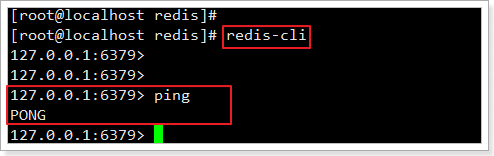 [root@localhost redis]#
[root@localhost redis]# redis-cli
127.0.0.1:6379>
127.0.0.1:6379>
127.0.0.1:6379> ping
PONG
127.0.0.1:6379>